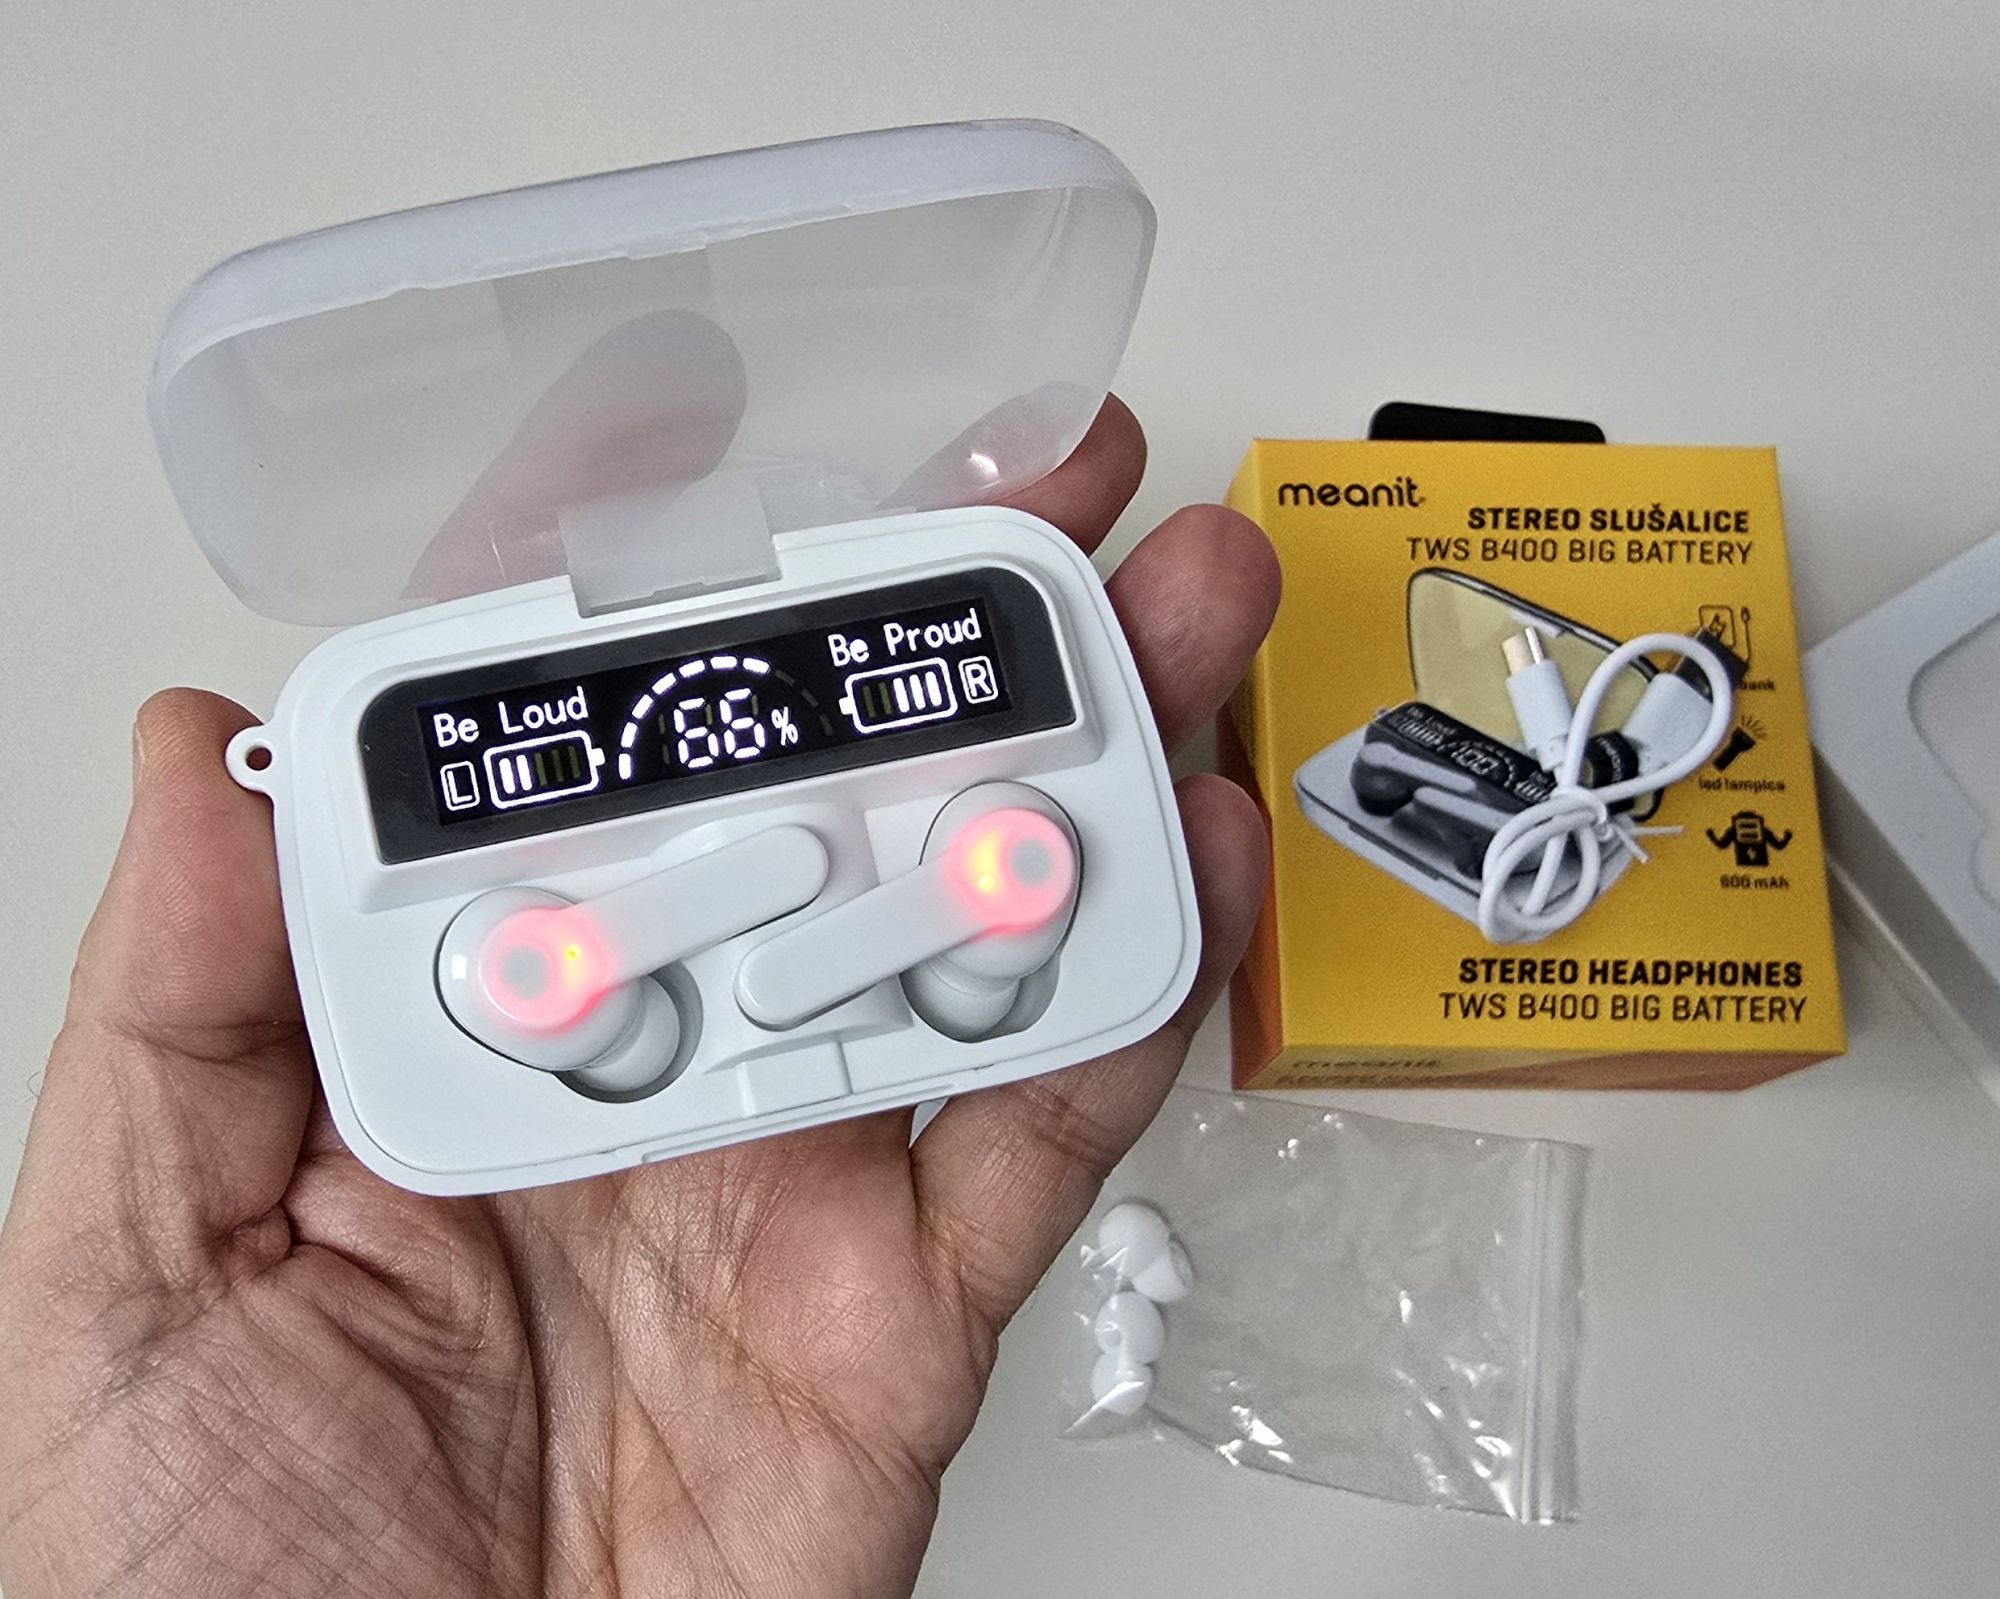 Be Loud
Be Proud
L
66%
R
meanit
STEREO SLUŠALICE
TWS B400 BIG BATTERY
led lampica
600 mAh
STEREO HEADPHONES
TWS B400 BIG BATTERY
meanit